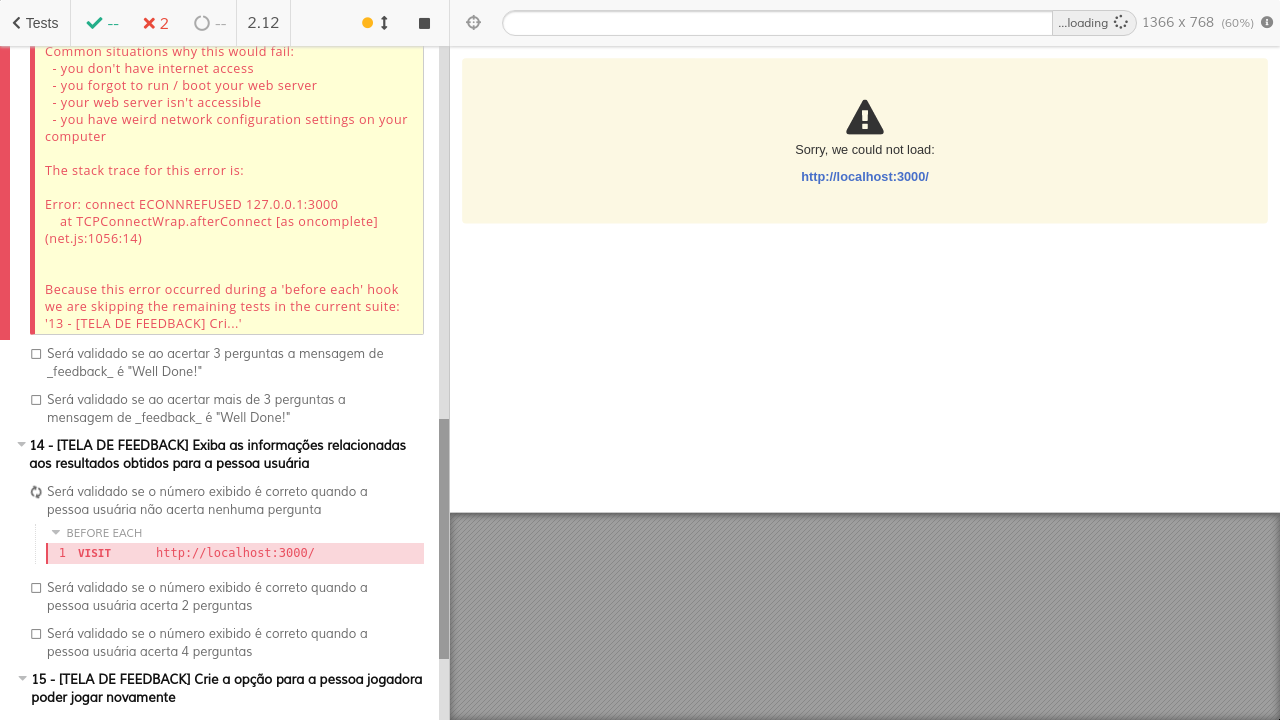 Tests
--
2
--
2.12
Common situations why this would fail:
- you don't have internet access
- you forgot to run / boot your web server
- your web server isn't accessible
- you have weird network configuration settings on your
computer
The stack trace for this error is:
Error: connect ECONNREFUSED 127.0.0.1:3000
at TCPConnectWrap.afterConnect [as oncomplete]
(net.js:1056:14)
Because this error occurred during a 'before each' hook
we are skipping the remaining tests in the current suite:
'13 - [TELA DE FEEDBACK] Cri...'
Será validado se ao acertar 3 perguntas a mensagem de
_feedback_ é "Well Done!"
Será validado se ao acertar mais de 3 perguntas a
mensagem de _feedback_ é "Well Done!"
14 - [TELA DE FEEDBACK] Exiba as informações relacionadas
aos resultados obtidos para a pessoa usuária
Será validado se o número exibido é correto quando a
pessoa usuária não acerta nenhuma pergunta
BEFORE EACH
1 VISIT http://localhost:3000/
Será validado se o número exibido é correto quando a
pessoa usuária acerta 2 perguntas
Será validado se o número exibido é correto quando a
pessoa usuária acerta 4 perguntas
15 - [TELA DE FEEDBACK] Crie a opção para a pessoa jogadora
poder jogar novamente
...loading
1366 x 768 (60%)
Sorry, we could not load:
http://localhost:3000/